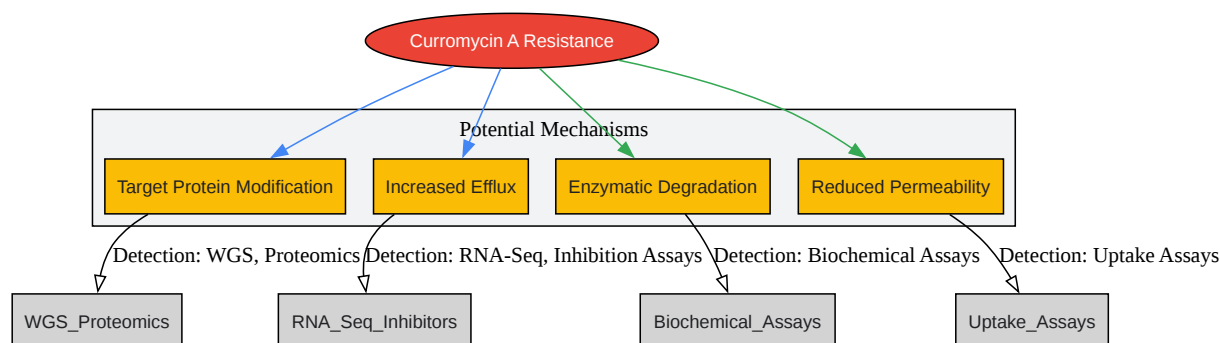 Curromycin A Resistance
Potential Mechanisms
Target Protein Modification
Increased Efflux
Enzymatic Degradation
Reduced Permeability
Detection: WGS, Proteomics
Detection: RNA-Seq, Inhibition Assays
Detection: Biochemical Assays
Detection: Uptake Assays
WGS_Proteomics
RNA_Seq_Inhibitors
Biochemical_Assays
Uptake_Assays